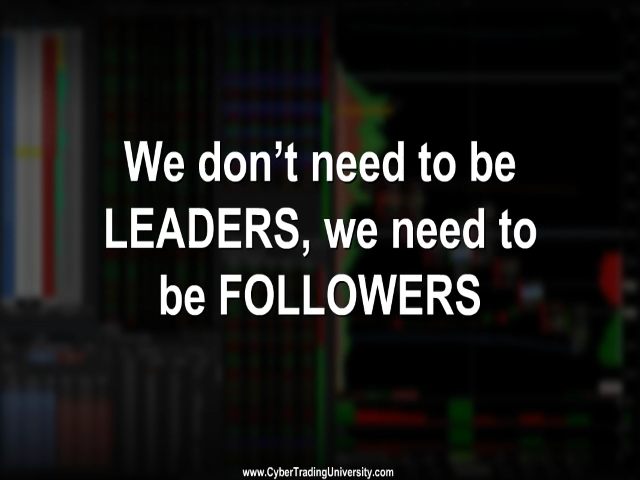 We don't need to be
LEADERS, we need to
be FOLLOWERS
www.CyberTradingUniversity.com